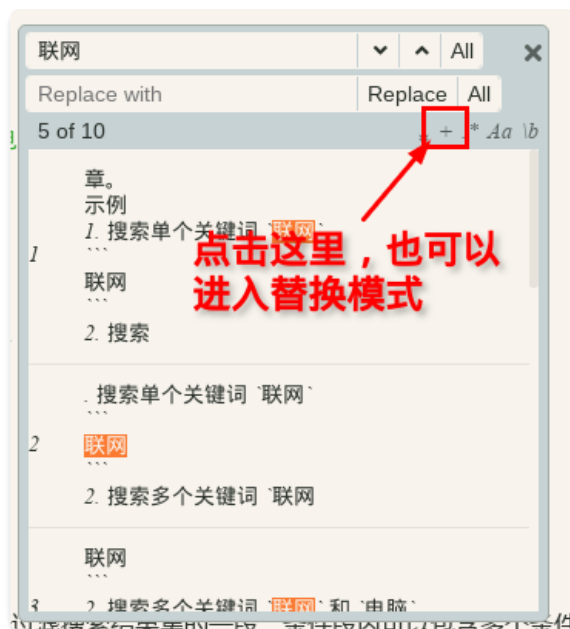 联网
All
Replace with
Replace All
5 of 10
+ .* Aa \b
章。
示例
1. 搜索单个关键词 `联网`
1
```
联网
```
2. 搜索
点击这里，也可以
进入替换模式
. 搜索单个关键词 `联网`
```
2
联网
```
2. 搜索多个关键词 `联网
联网
```
3
2. 搜索多个关键词 `联网` 和 `电脑`